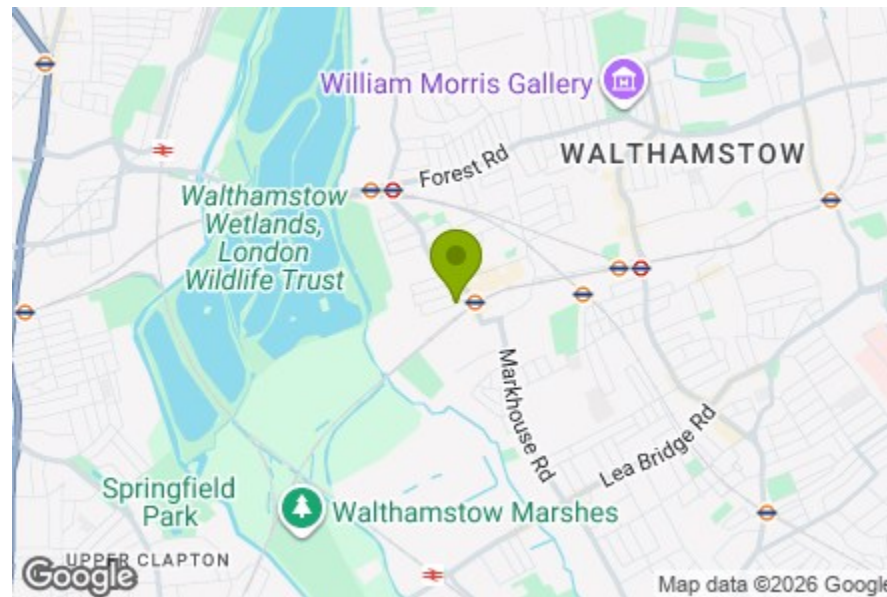 William Morris Gallery
WALTHAMSTOW
Forest Rd
Walthamstow
Wetlands,
London
Wildlife Trust
Markhouse Rd
Lea Bridge Rd
Springfield
Park
Walthamstow Marshes
UPPER CLAPTON
Google
Map data ©2026 Google